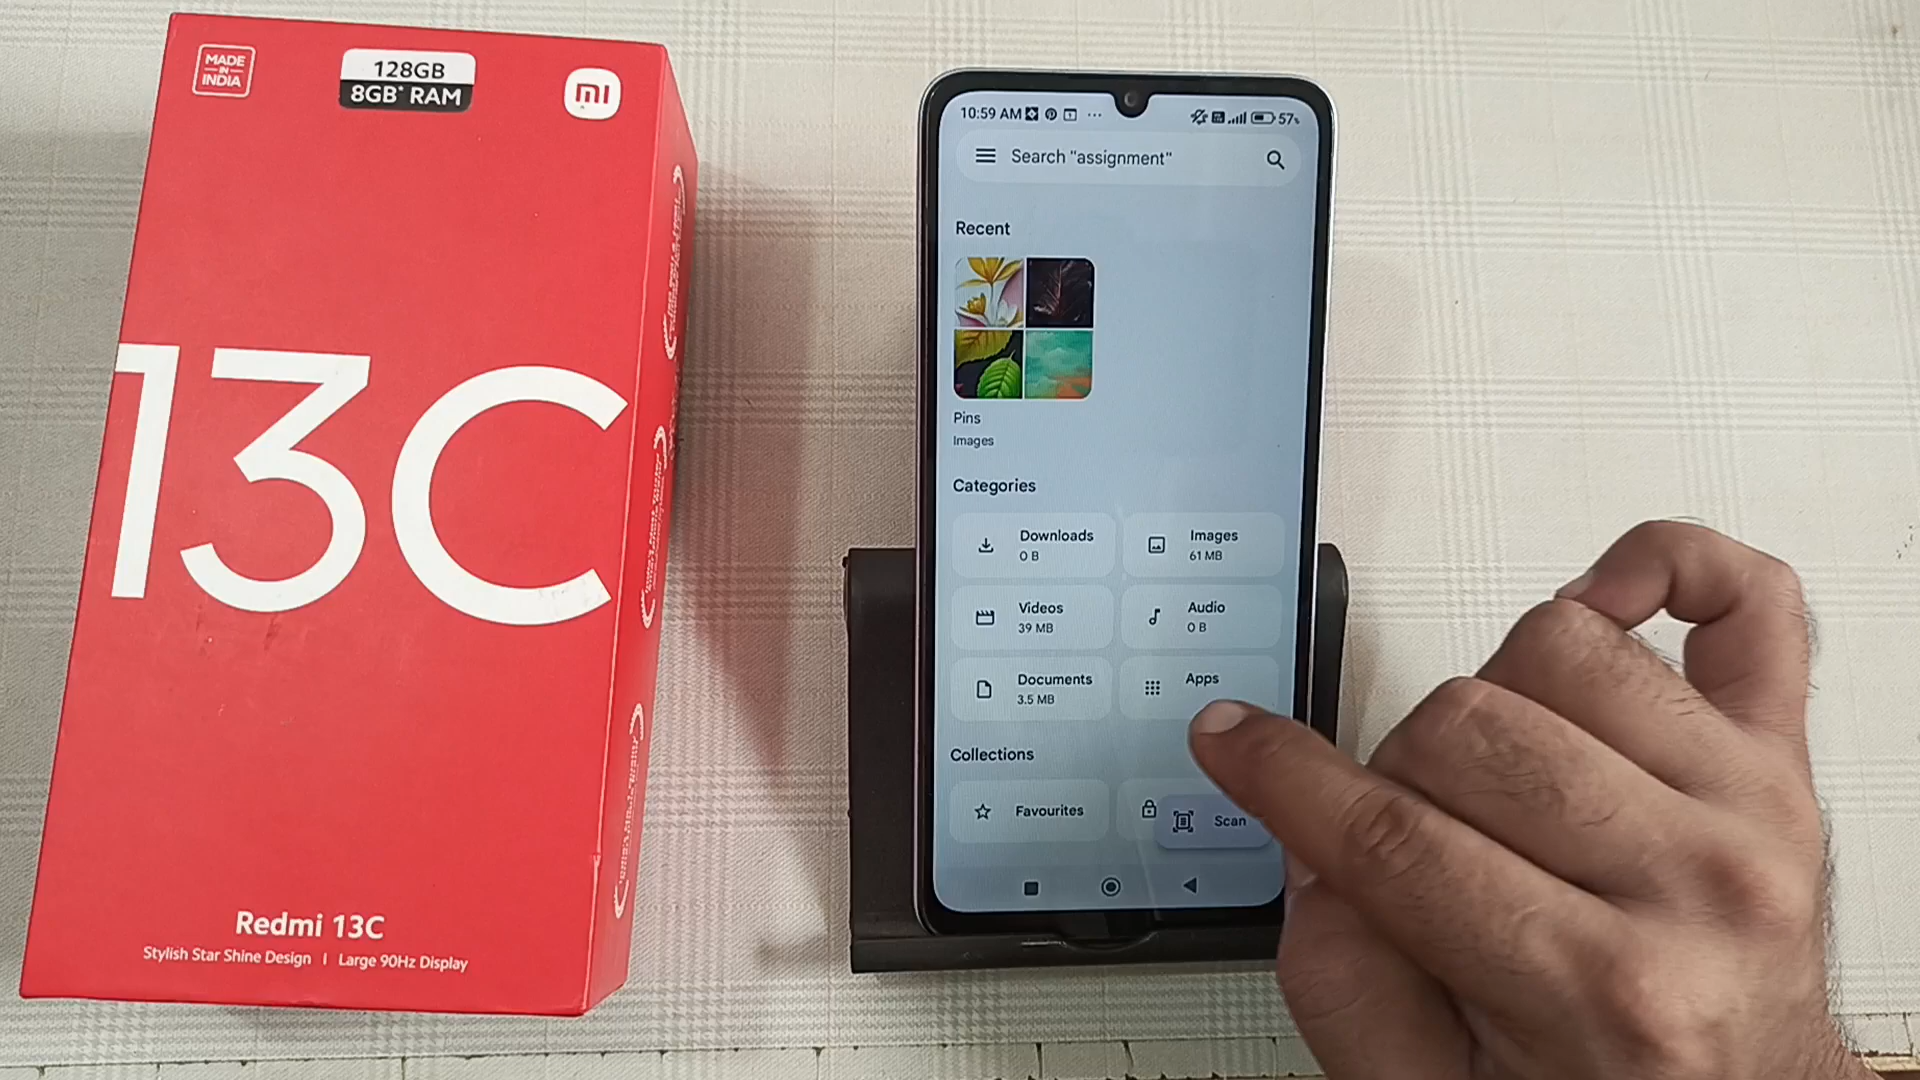 MADE
IN
INDIA
128GB
8GB* RAM
mi
13C
Redmi 13C
Stylish Star Shine Design | Large 90Hz Display
10:59 AM
57%
Search "assignment"
Recent
Pins
Images
Categories
Downloads
0 B
Images
61 MB
Videos
39 MB
Audio
0 B
Documents
3.5 MB
Apps
Collections
Favourites
Scan